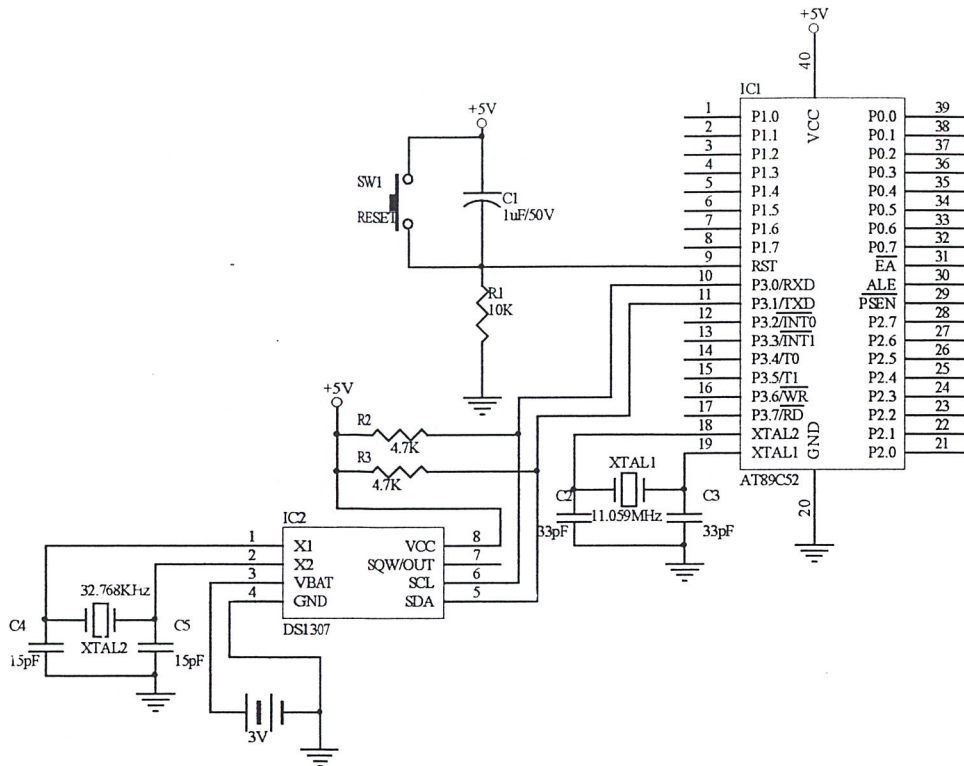 +5V
40
IC1
1 P1.0 VCC P0.0 39
2 P1.1 P0.1 38
3 P1.2 P0.2 37
4 P1.3 P0.3 36
5 P1.4 P0.4 35
6 P1.5 P0.5 34
7 P1.6 P0.6 33
8 P1.7 P0.7 32
9 RST EA 31
10 P3.0/RXD ALE 30
11 P3.1/TXD PSEN 29
12 P3.2/INT0 P2.7 28
13 P3.3/INT1 P2.6 27
14 P3.4/T0 P2.5 26
15 P3.5/T1 P2.4 25
16 P3.6/WR P2.3 24
17 P3.7/RD P2.2 23
18 XTAL2 P2.1 22
19 XTAL1 GND P2.0 21
AT89C52
20
+5V
SW1
RESET
C1
1uF/50V
R1
10K
+5V
R2
4.7K
R3
4.7K
XTAL1
11.059MHz
C2
33pF
C3
33pF
IC2
1 X1 VCC 8
2 X2 SQW/OUT 7
3 VBAT SCL 6
4 GND SDA 5
DS1307
32.768KHz
XTAL2
C4
15pF
C5
15pF
3V